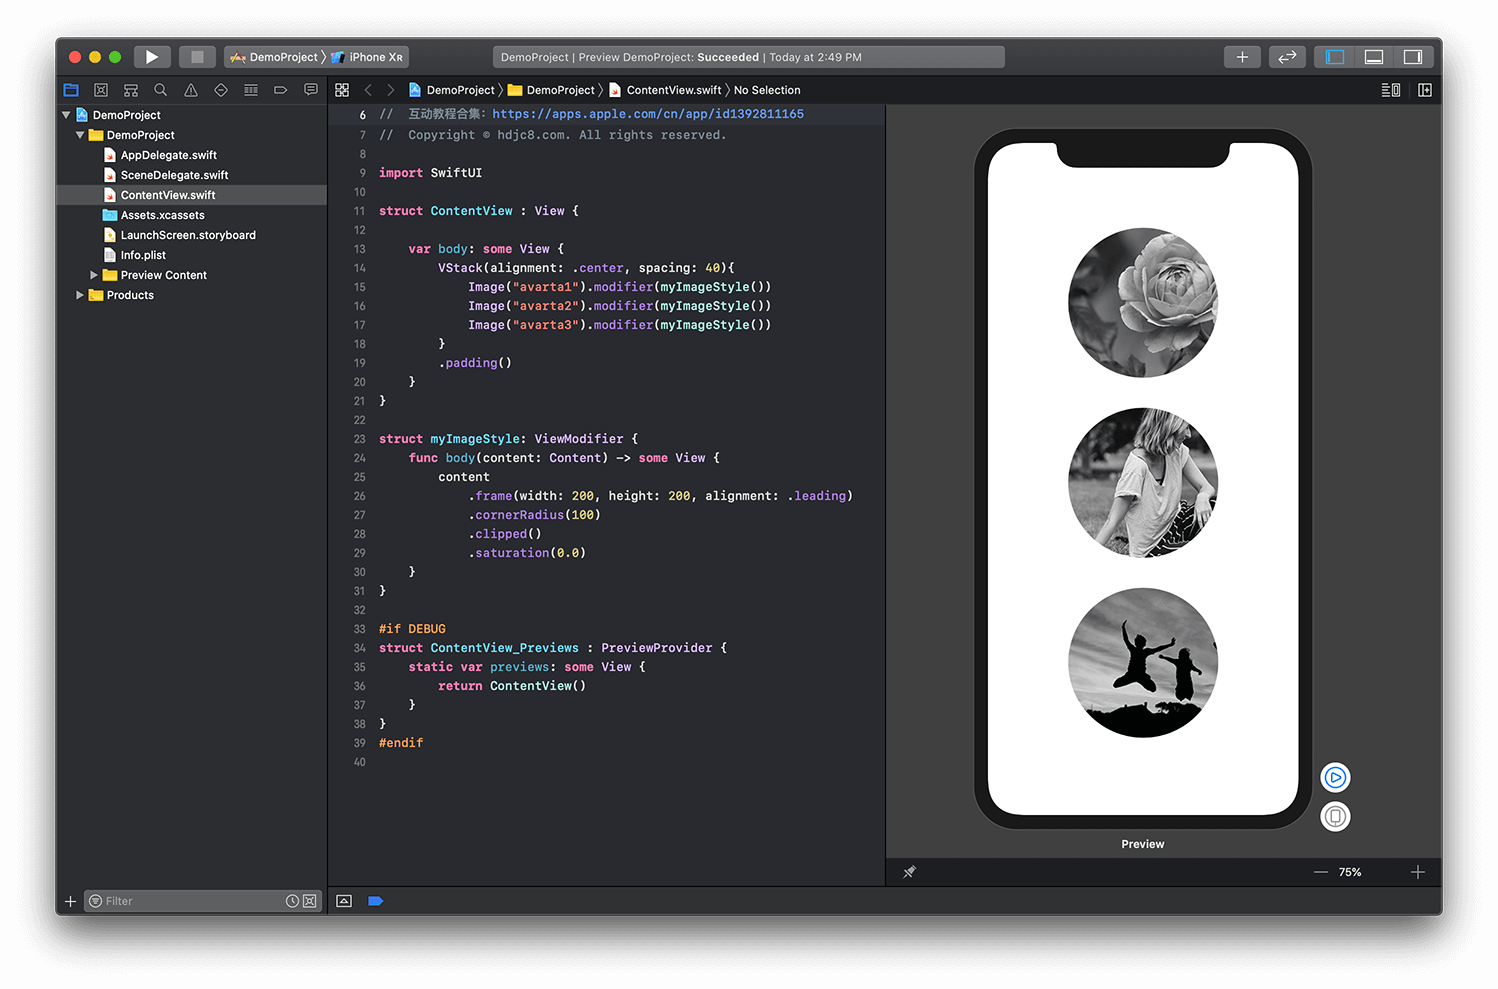 DemoProject 〉 iPhone XR
DemoProject | Preview DemoProject: Succeeded | Today at 2:49 PM
DemoProject 〉 DemoProject 〉 ContentView.swift 〉 No Selection
DemoProject
DemoProject
AppDelegate.swift
SceneDelegate.swift
ContentView.swift
Assets.xcassets
LaunchScreen.storyboard
Info.plist
Preview Content
Products
Filter
6 //  互动教程合集：https://apps.apple.com/cn/app/id1392811165
7 //  Copyright © hdjc8.com. All rights reserved.
8
9 import SwiftUI
10
11 struct ContentView : View {
12
13     var body: some View {
14         VStack(alignment: .center, spacing: 40){
15             Image("avarta1").modifier(myImageStyle())
16             Image("avarta2").modifier(myImageStyle())
17             Image("avarta3").modifier(myImageStyle())
18         }
19         .padding()
20     }
21 }
22
23 struct myImageStyle: ViewModifier {
24     func body(content: Content) -> some View {
25         content
26             .frame(width: 200, height: 200, alignment: .leading)
27             .cornerRadius(100)
28             .clipped()
29             .saturation(0.0)
30     }
31 }
32
33 #if DEBUG
34 struct ContentView_Previews : PreviewProvider {
35     static var previews: some View {
36         return ContentView()
37     }
38 }
39 #endif
40
Preview
75%